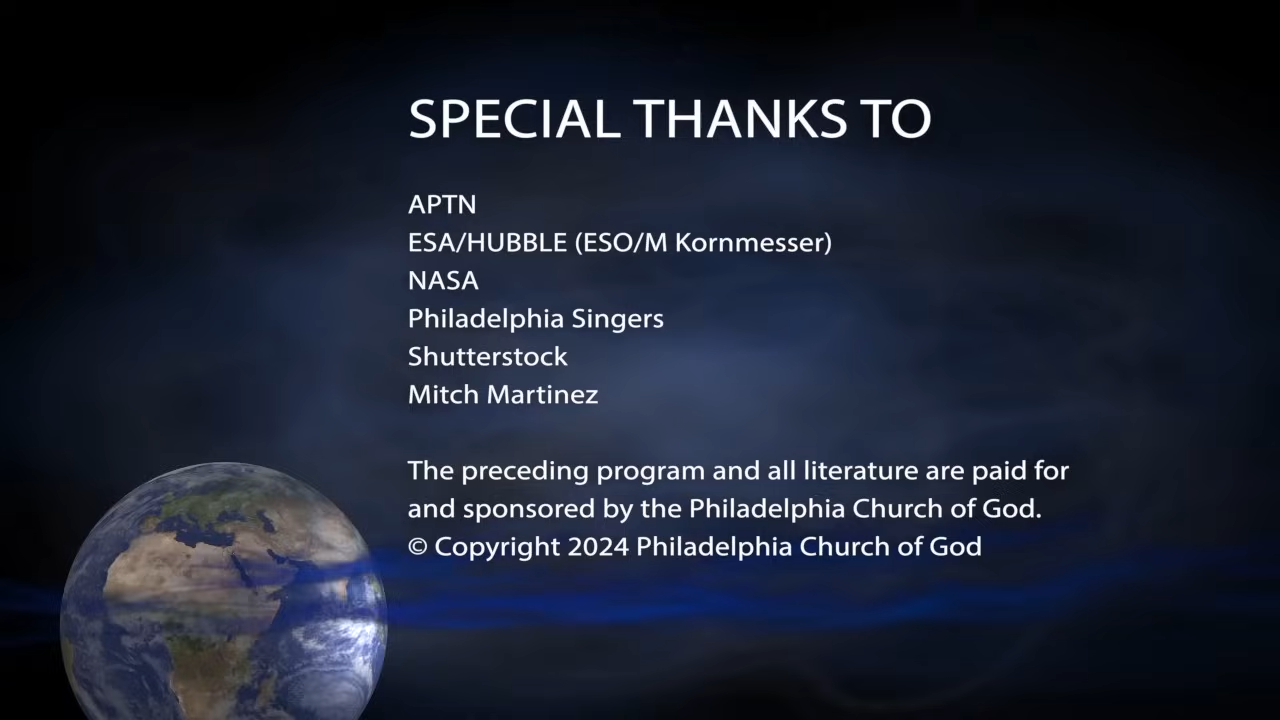 SPECIAL THANKS TO
APTN
ESA/HUBBLE (ESO/M Kornmesser)
NASA
Philadelphia Singers
Shutterstock
Mitch Martinez
The preceding program and all literature are paid for
and sponsored by the Philadelphia Church of God.
© Copyright 2024 Philadelphia Church of God